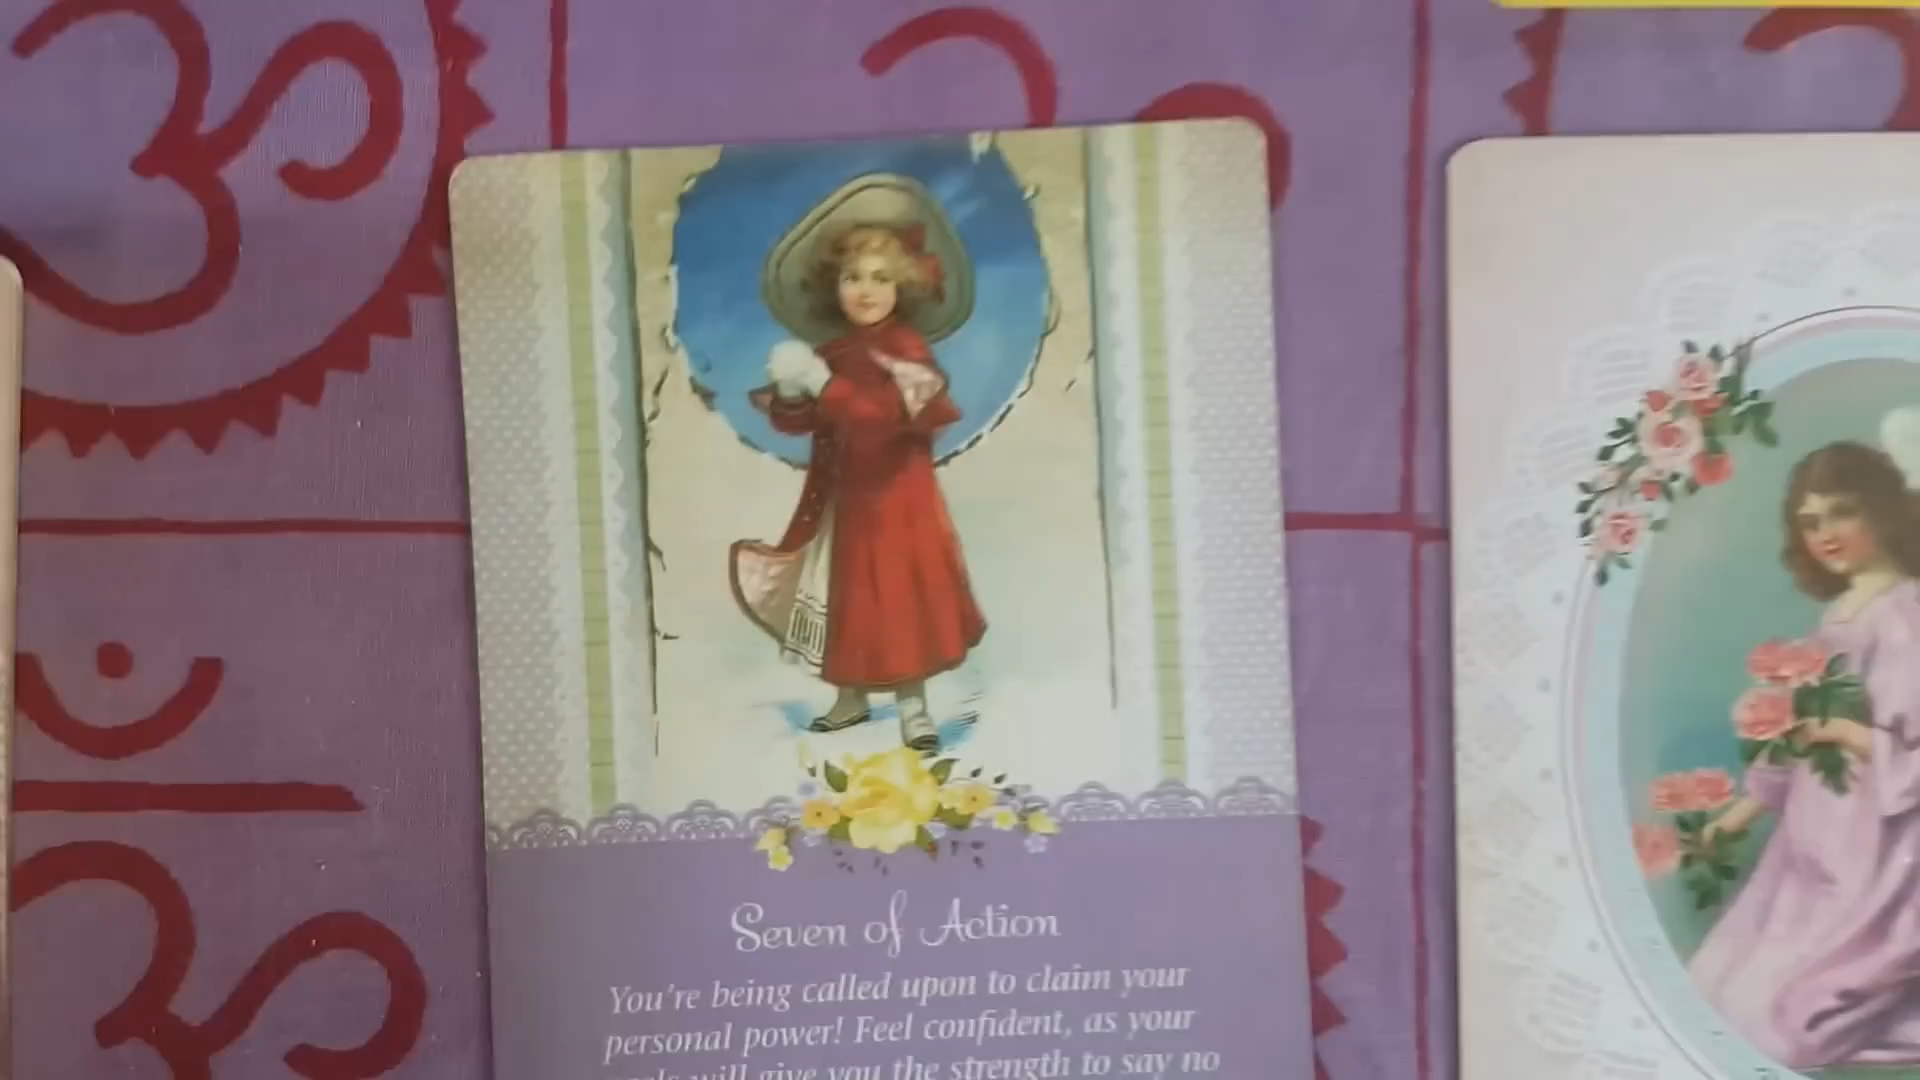 Seven of Action
You're being called upon to claim your
personal power! Feel confident, as your
will give you the strength to say no